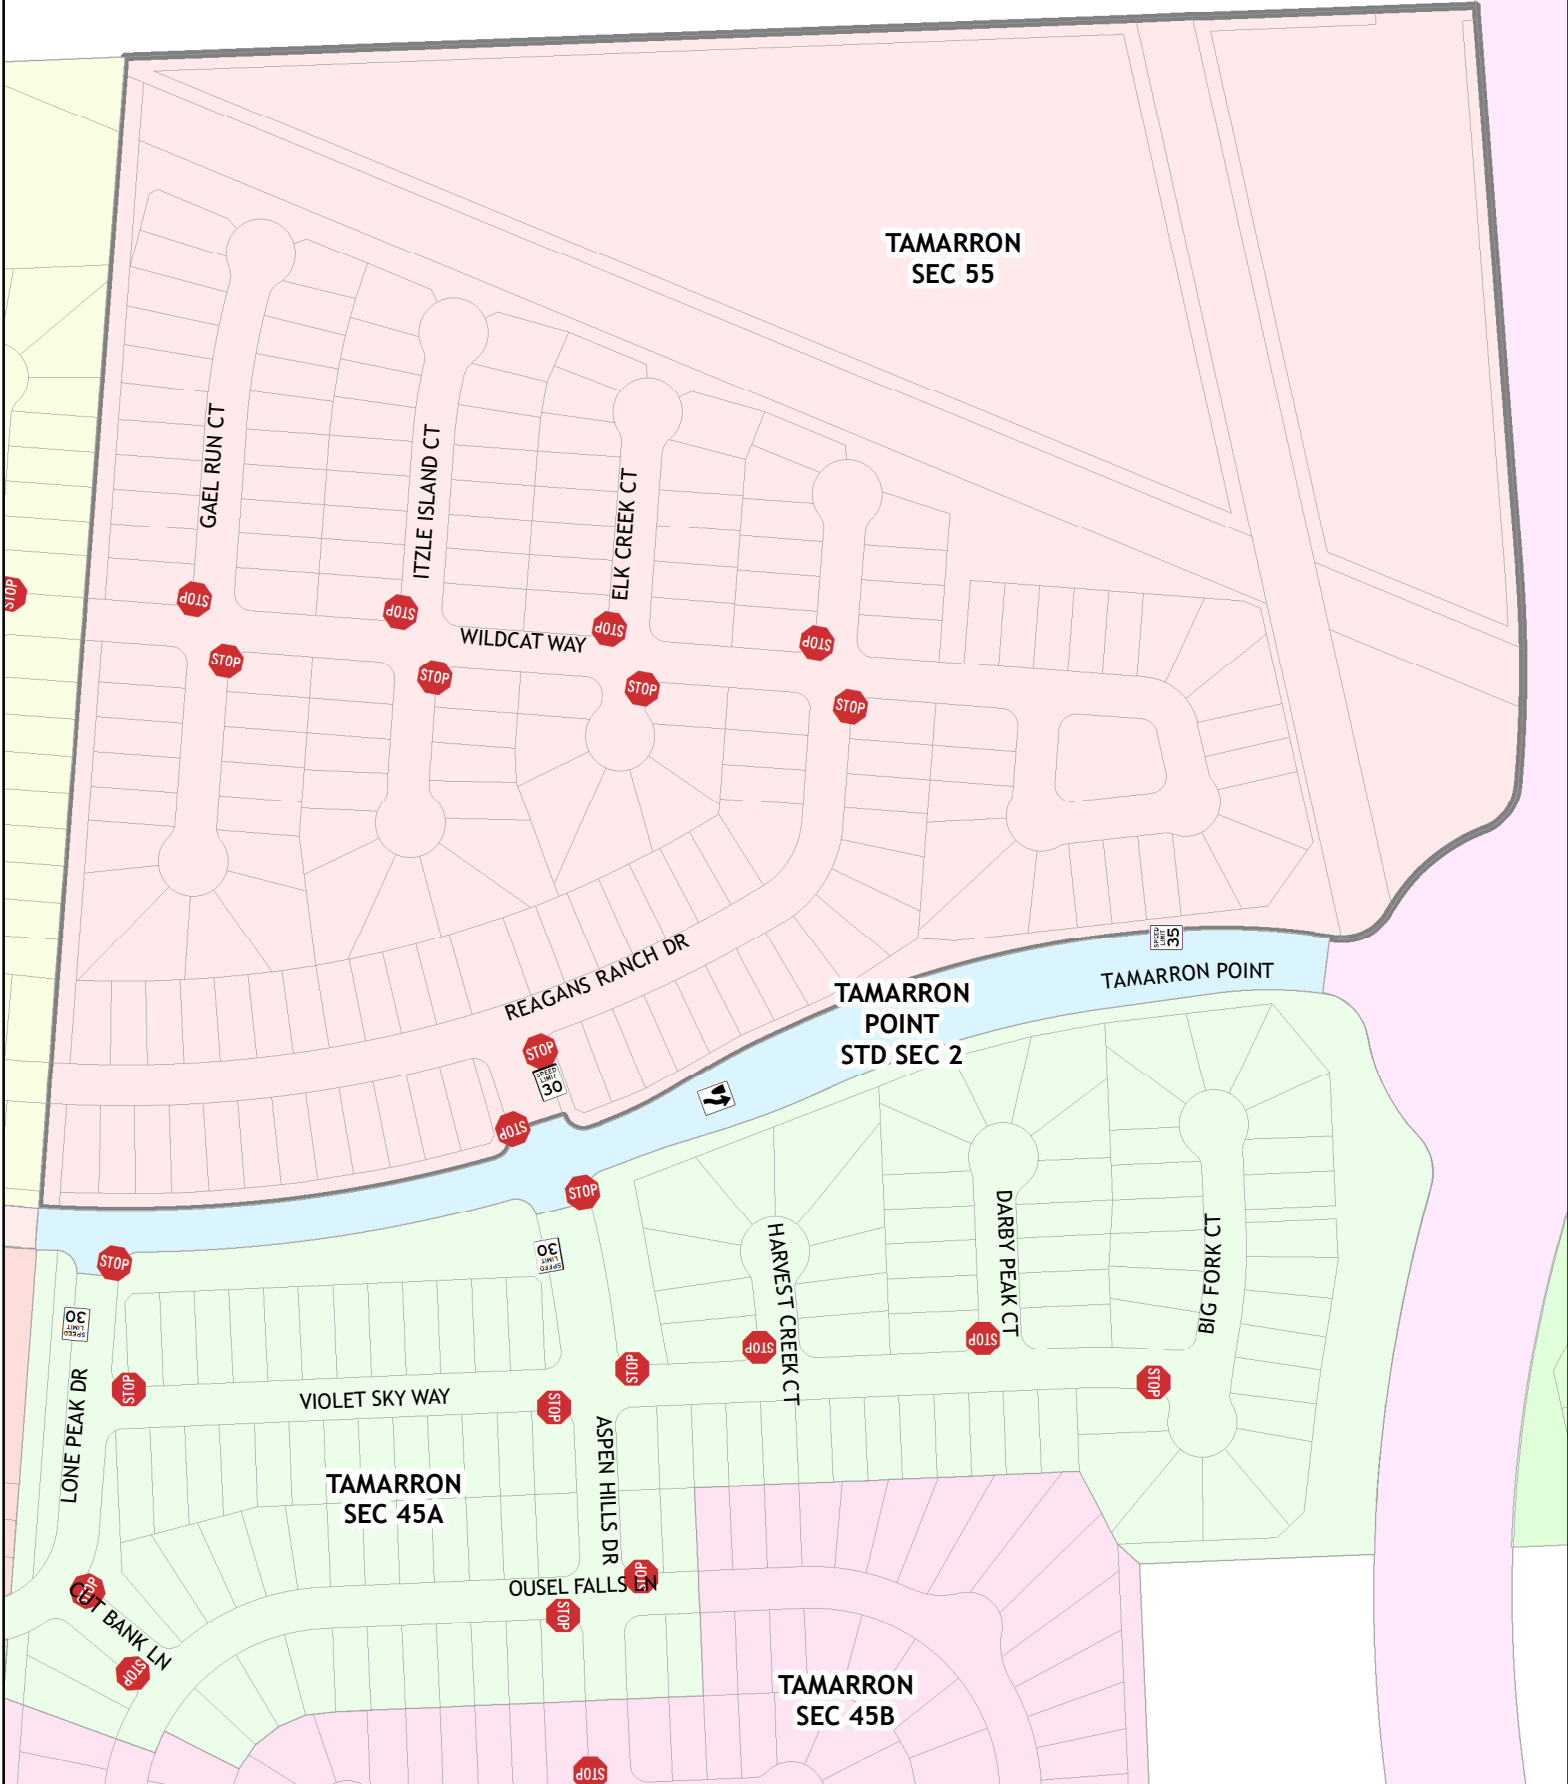 TAMARRON
SEC 55
GAEL RUN CT
ITZLE ISLAND CT
ELK CREEK CT
STOP
STOP
STOP
STOP
STOP
WILDCAT WAY
STOP
STOP
STOP
STOP
SPEED
LIMIT
35
REAGANS RANCH DR
TAMARRON POINT
TAMARRON
POINT
STD SEC 2
STOP
SPEED
LIMIT
30
STOP
STOP
STOP
SPEED
LIMIT
30
HARVEST CREEK CT
DARBY PEAK CT
BIG FORK CT
SPEED
LIMIT
30
STOP
STOP
STOP
STOP
STOP
STOP
LONE PEAK DR
VIOLET SKY WAY
ASPEN HILLS DR
TAMARRON
SEC 45A
STOP
OUSEL FALLS LN
STOP
CUT BANK LN
STOP
STOP
TAMARRON
SEC 45B
STOP